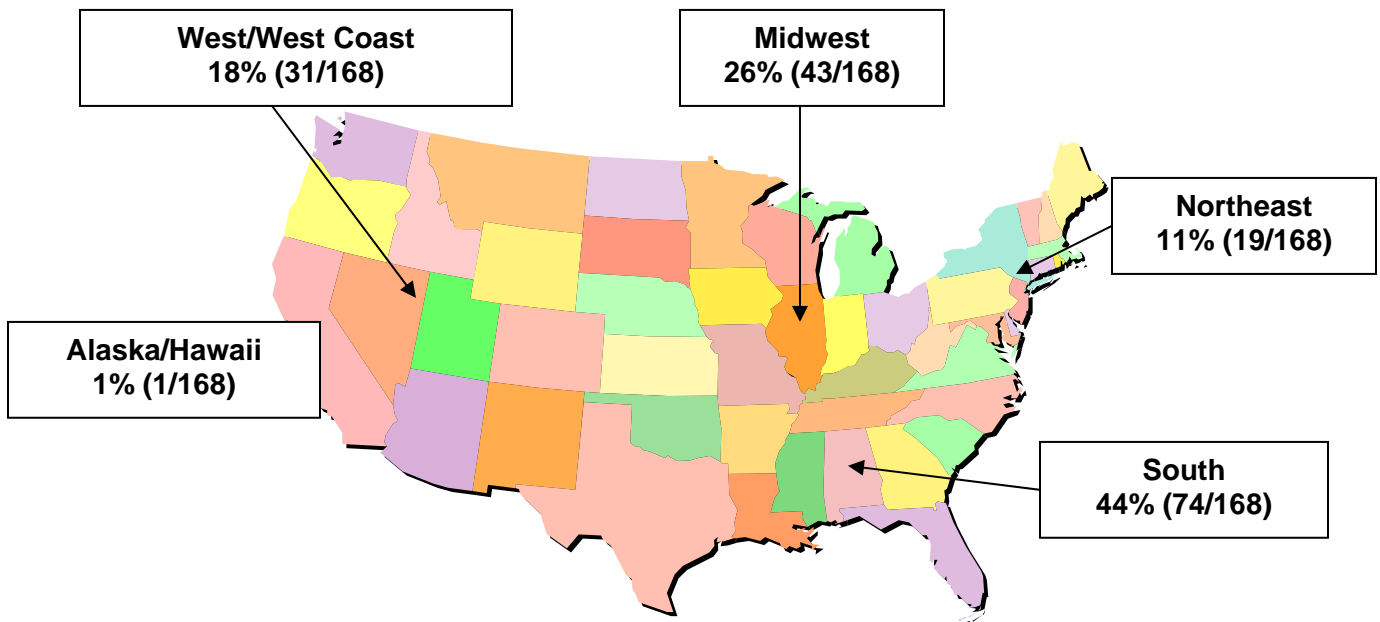 West/West Coast
18% (31/168)
Midwest
26% (43/168)
Northeast
11% (19/168)
Alaska/Hawaii
1% (1/168)
South
44% (74/168)